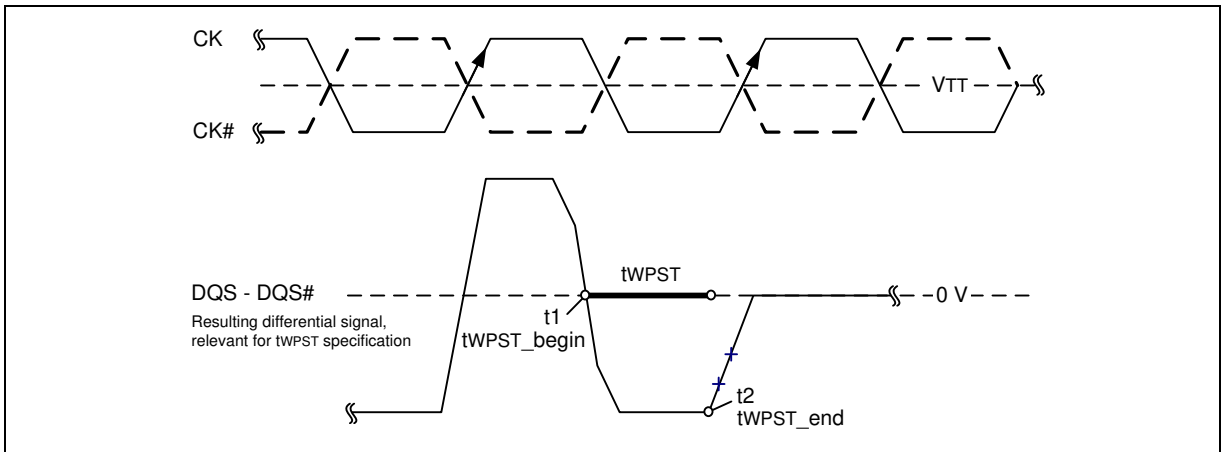 CK
VTT
CK#
tWPST
DQS - DQS#
0 V
Resulting differential signal,
relevant for tWPST specification
t1
tWPST_begin
t2
tWPST_end